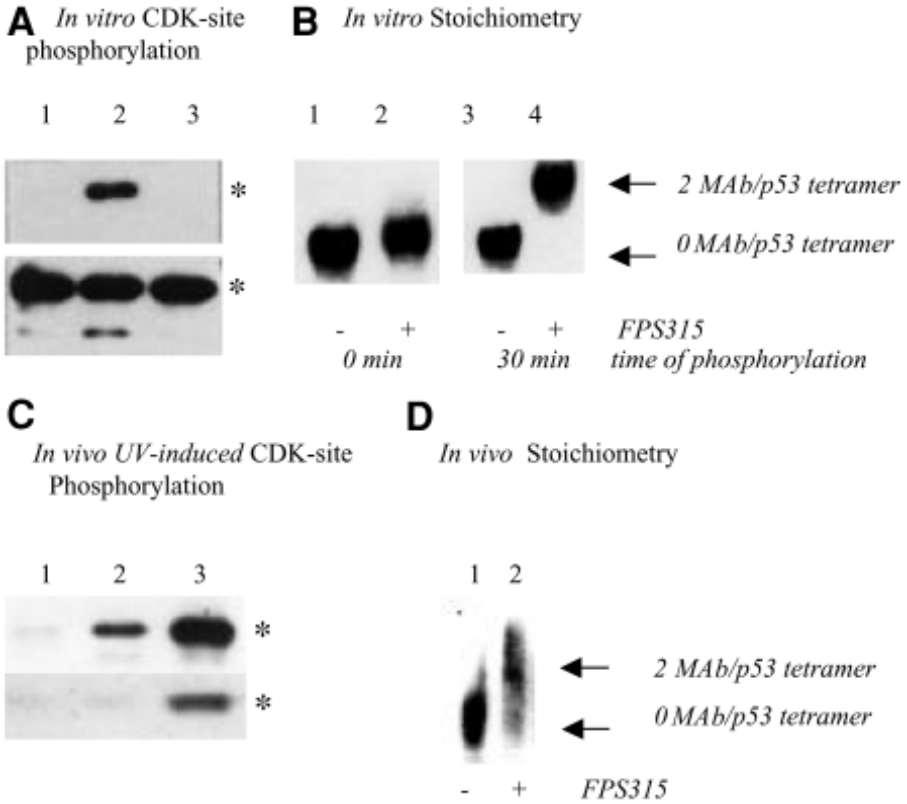 A In vitro CDK-site
phosphorylation
1 2 3
*
*
B In vitro Stoichiometry
1 2 3 4
2 MAb/p53 tetramer
0 MAb/p53 tetramer
- + - + FPS315
0 min 30 min time of phosphorylation
C
In vivo UV-induced CDK-site
Phosphorylation
1 2 3
*
*
D
In vivo Stoichiometry
1 2
2 MAb/p53 tetramer
0 MAb/p53 tetramer
- + FPS315